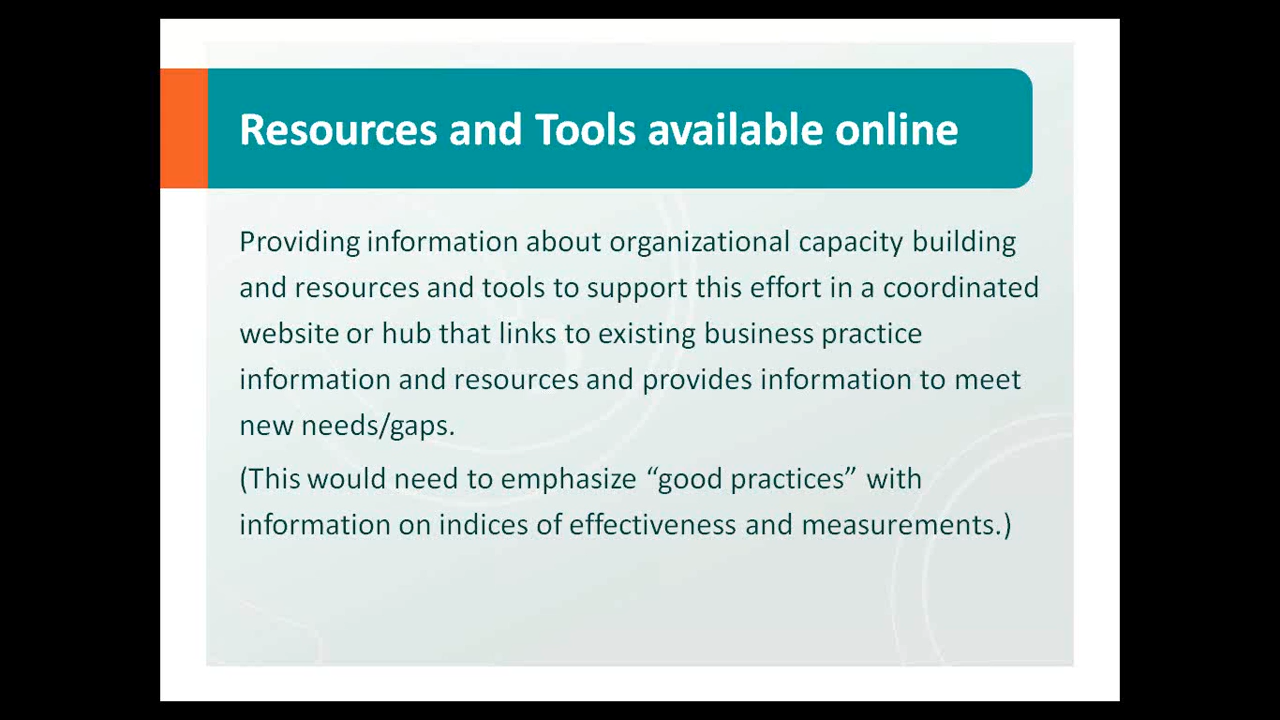 Resources and Tools available online
Providing information about organizational capacity building
and resources and tools to support this effort in a coordinated
website or hub that links to existing business practice
information and resources and provides information to meet
new needs/gaps.
(This would need to emphasize “good practices” with
information on indices of effectiveness and measurements.)